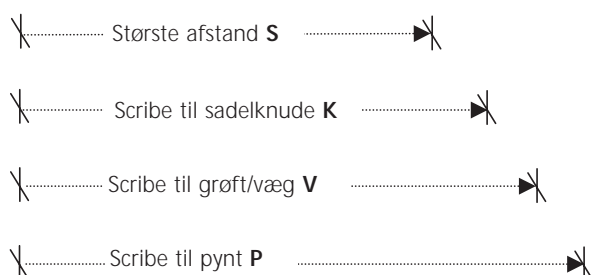 Største afstand S
Scribe til sadelknude K
Scribe til grøft/væg V
Scribe til pynt P